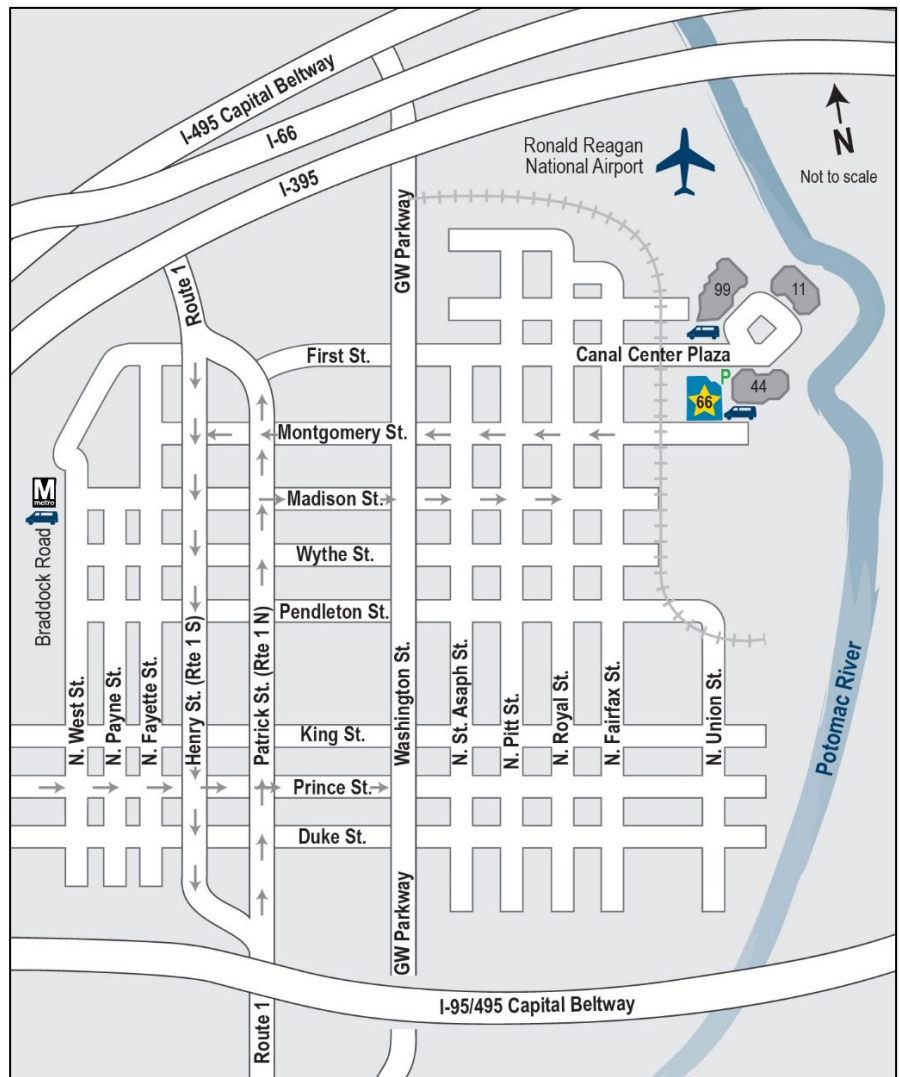 I-495 Capital Beltway
I-66
I-395
Ronald Reagan
National Airport
N
Not to scale
Route 1
GW Parkway
99
11
First St.
Canal Center Plaza
P
66
44
Montgomery St.
M
metro
Madison St.
Braddock Road
Wythe St.
Pendleton St.
N. West St.
N. Payne St.
N. Fayette St.
Henry St. (Rte 1 S)
Patrick St. (Rte 1 N)
Washington St.
N. St. Asaph St.
N. Pitt St.
N. Royal St.
N. Fairfax St.
N. Union St.
Potomac River
King St.
Prince St.
Duke St.
GW Parkway
I-95/495 Capital Beltway
Route 1